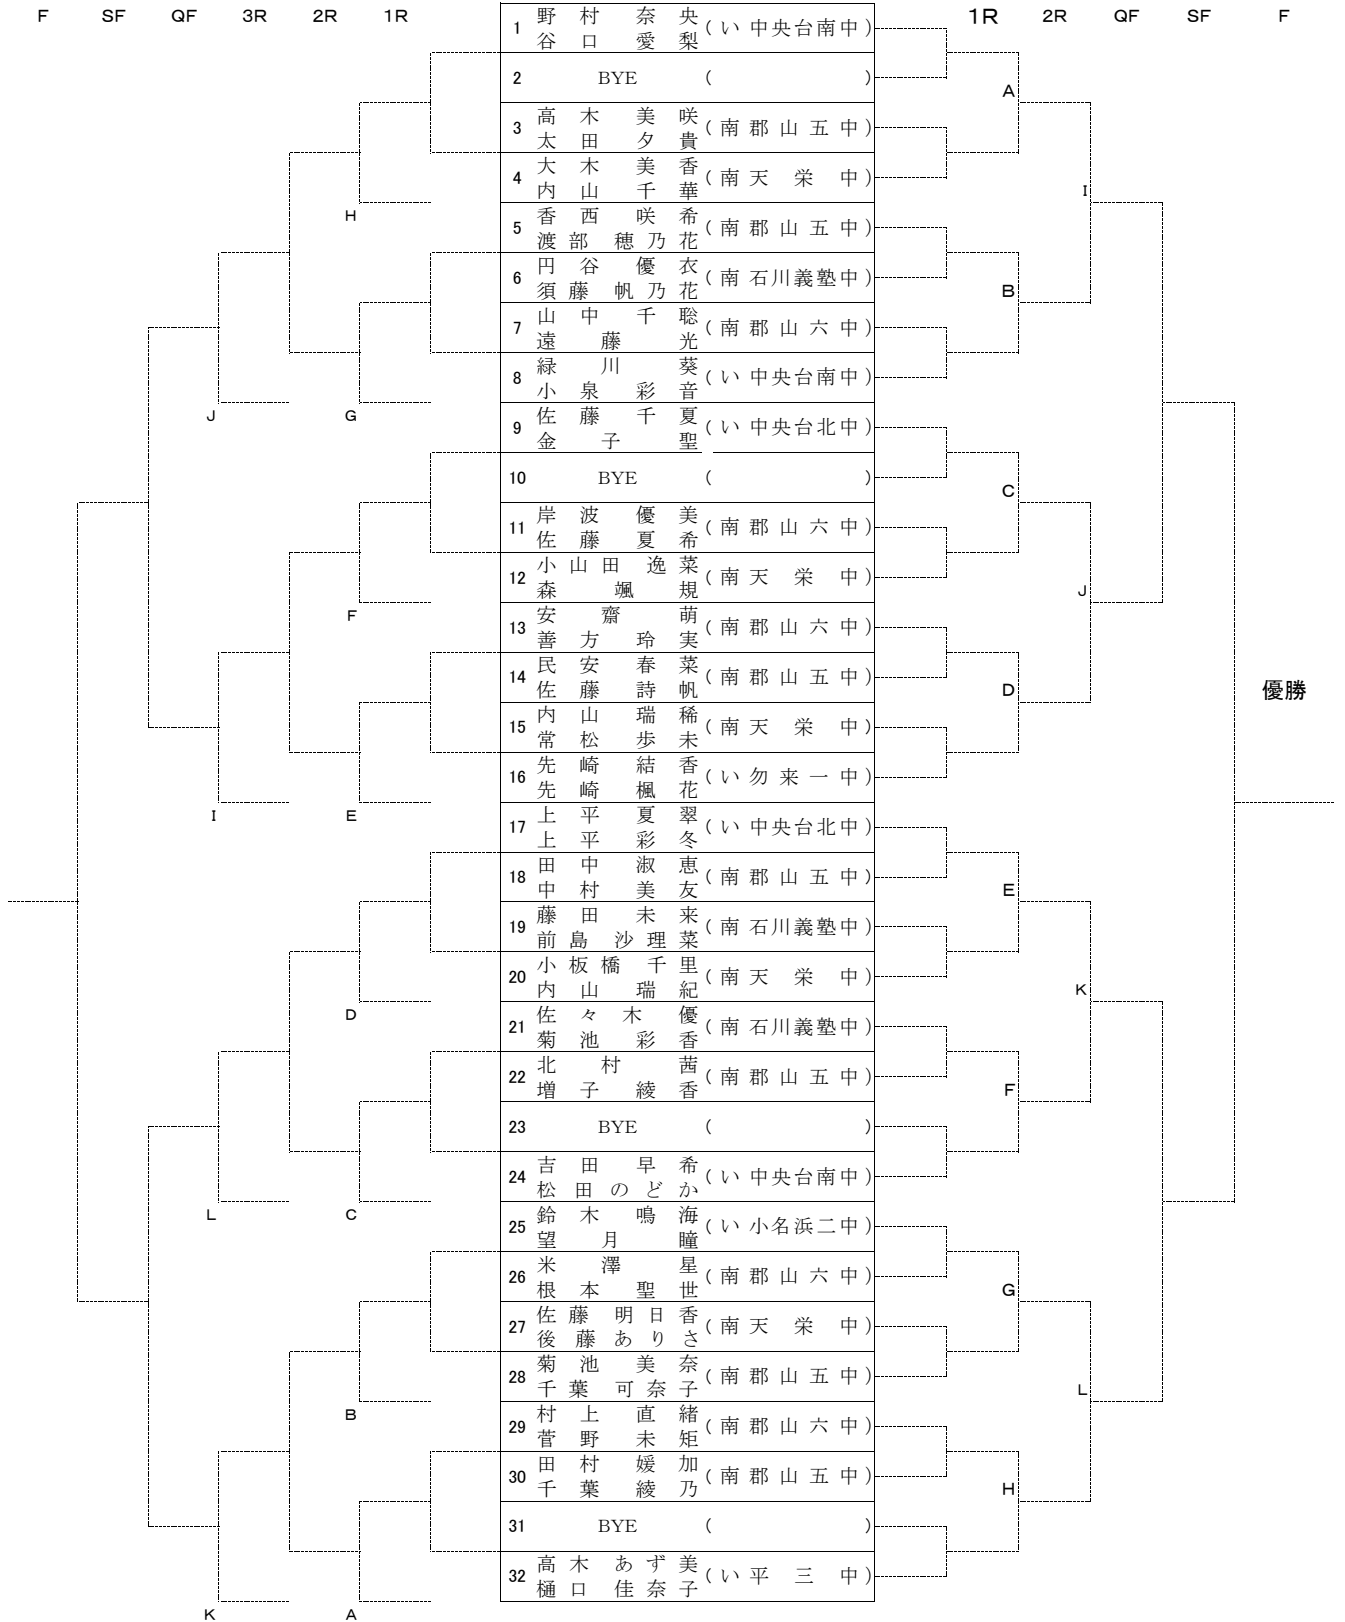 F SF QF 3R 2R 1R 1R 2R QF SF F
1 野村 奈央 谷口 愛梨 (い 中央台南中)
2 BYE ( )
A
3 高木 美咲 太田 夕貴 (南 郡山五中)
4 大木 美香 内山 千華 (南 天栄中)
I
H
5 香西 咲希 渡部 穂乃花 (南 郡山五中)
6 円谷 優衣 須藤 帆乃花 (南 石川義塾中)
B
7 山中 千聡 遠藤 光 (南 郡山六中)
8 緑川 葵 小泉 彩音 (い 中央台南中)
J G
9 佐藤 千夏 金子 聖 (い 中央台北中)
10 BYE ( )
C
11 岸波 優美 佐藤 夏希 (南 郡山六中)
12 小山田 逸菜 森 颯規 (南 天栄中)
J
F
13 安齋 萌 善方 玲実 (南 郡山六中)
14 民安 春菜 佐藤 詩帆 (南 郡山五中)
D
優勝
15 内山 瑞稀 常松 歩未 (南 天栄中)
16 先崎 結香 先崎 楓花 (い 勿来一中)
I E
17 上平 夏翠 上平 彩冬 (い 中央台北中)
18 田中 淑恵 中村 美友 (南 郡山五中)
E
19 藤田 未来 前島 沙理菜 (南 石川義塾中)
20 小板橋 千里 内山 瑞紀 (南 天栄中)
K
D
21 佐々木 優 菊池 彩香 (南 石川義塾中)
22 北村 茜 増子 綾香 (南 郡山五中)
F
23 BYE ( )
24 吉田 早希 松田 のどか (い 中央台南中)
L C
25 鈴木 鳴海 望月 瞳 (い 小名浜二中)
26 米澤 星 根本 聖世 (南 郡山六中)
G
27 佐藤 明日香 後藤 ありさ (南 天栄中)
28 菊池 美奈 千葉 可奈子 (南 郡山五中)
L
B
29 村上 直緒 菅野 未矩 (南 郡山六中)
30 田村 媛加 千葉 綾乃 (南 郡山五中)
H
31 BYE ( )
32 高木 あず美 樋口 佳奈子 (い 平三中)
K A